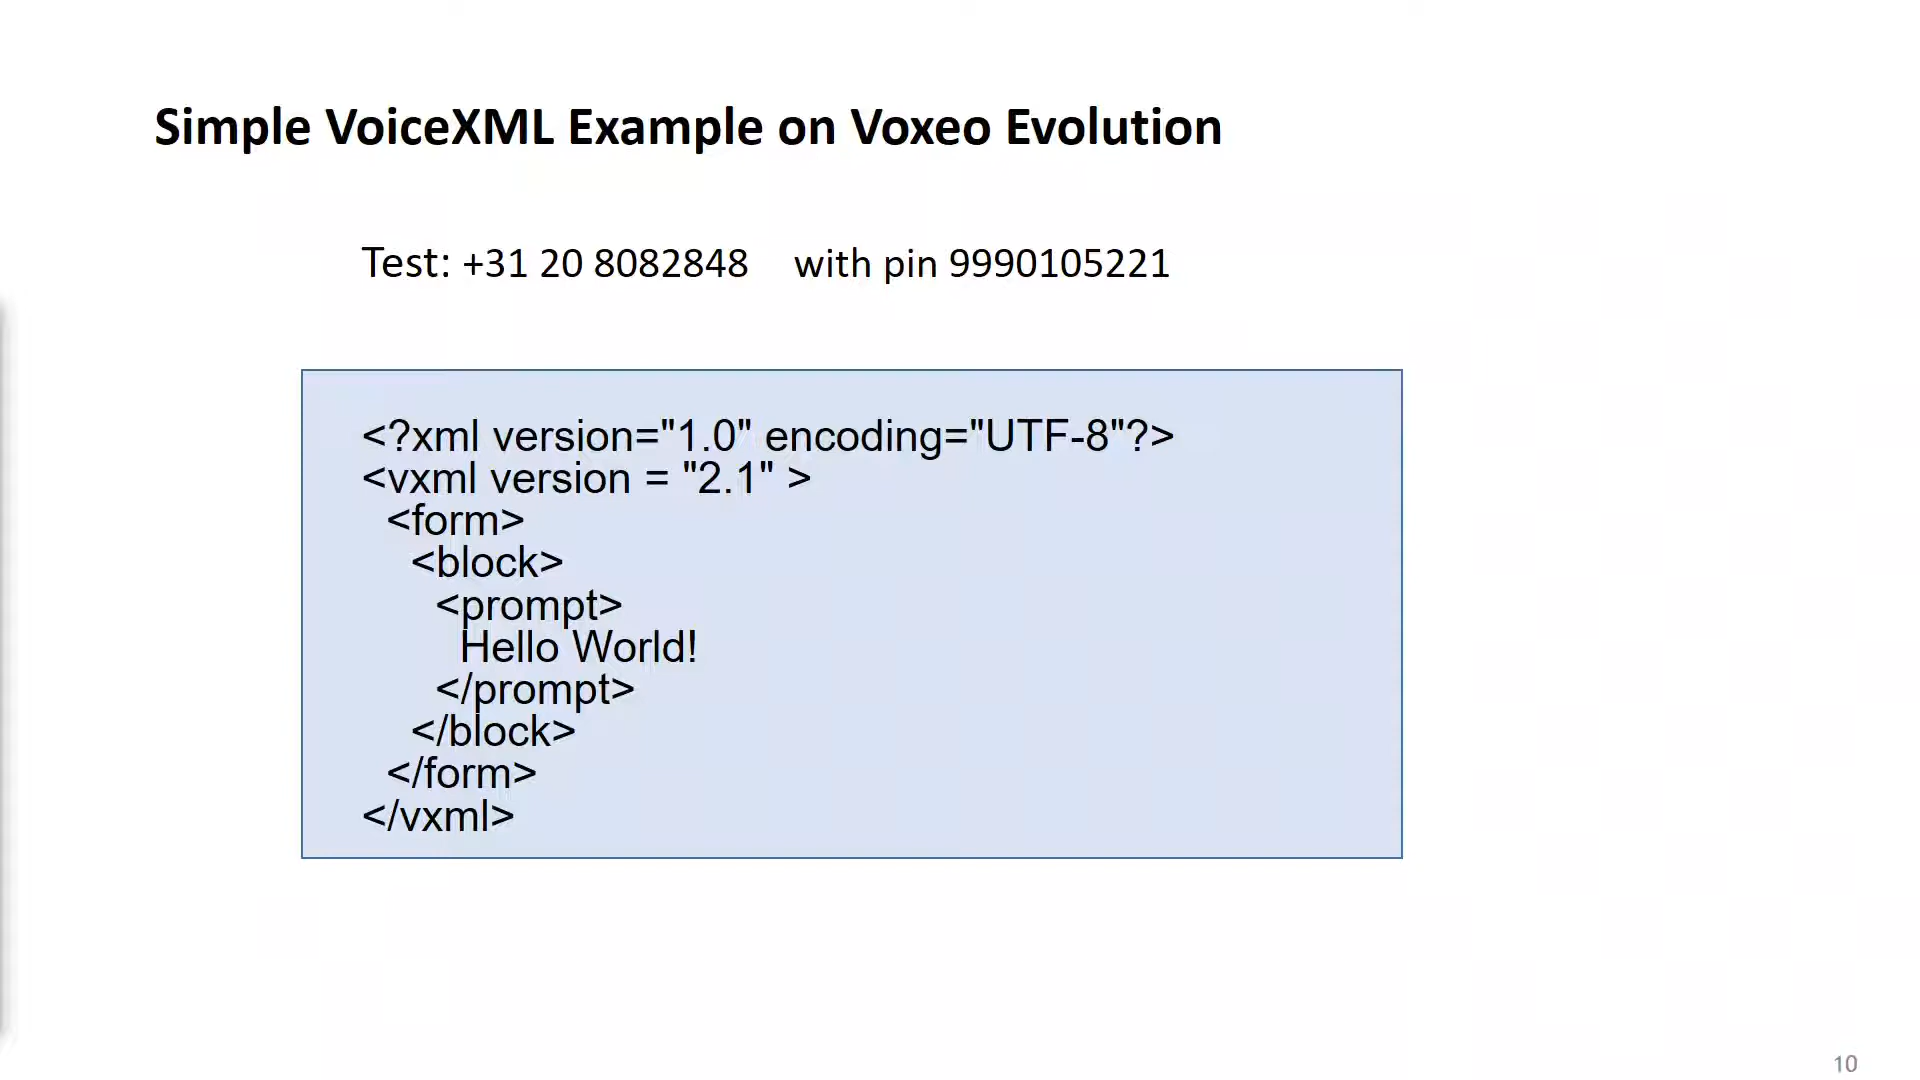 Simple VoiceXML Example on Voxeo Evolution
Test: +31 20 8082848 with pin 9990105221
<?xml version="1.0" encoding="UTF-8"?>
<vxml version = "2.1" >
<form>
<block>
<prompt>
Hello World!
</prompt>
</block>
</form>
</vxml>
10